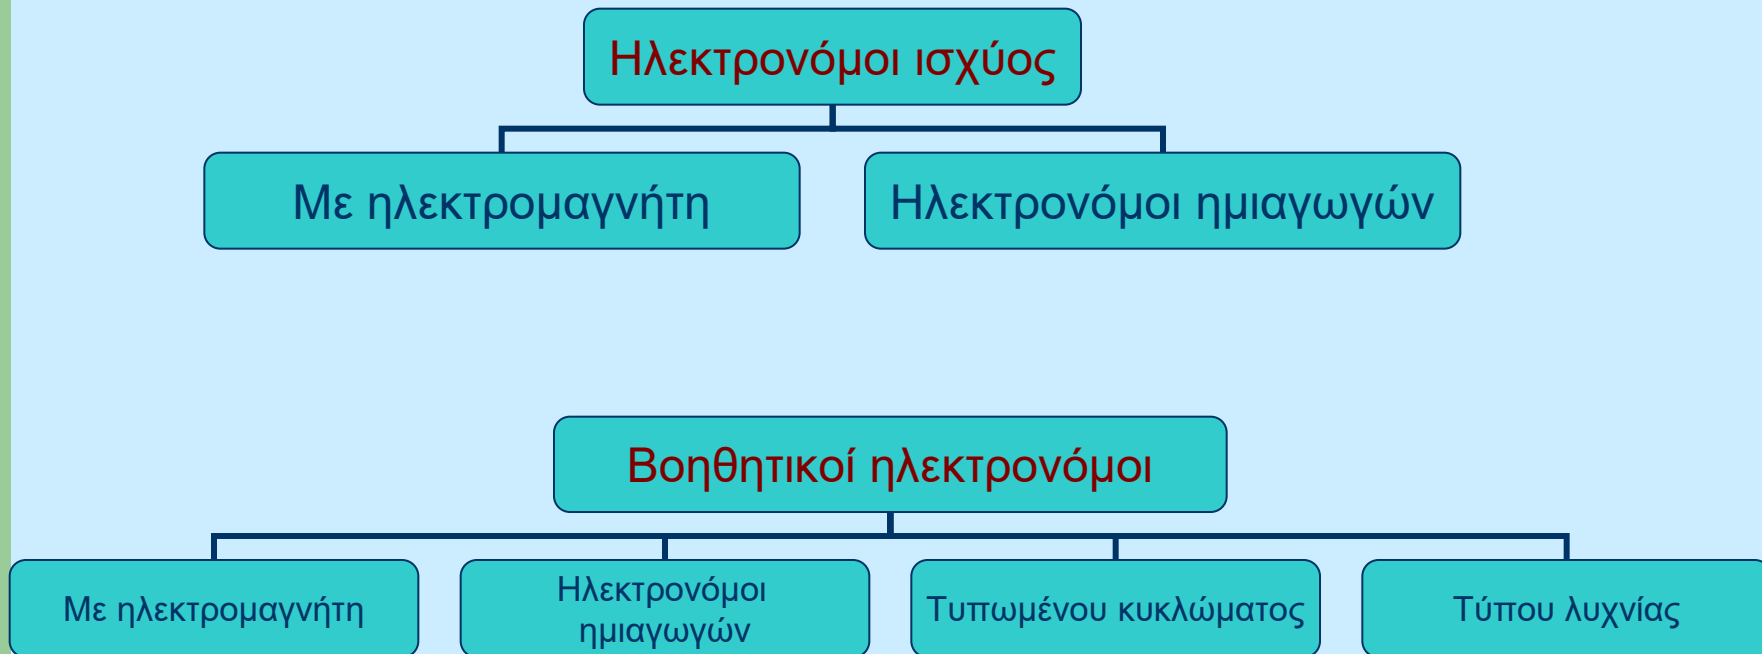 Ηλεκτρονόμοι ισχύος
Με ηλεκτρομαγνήτη
Ηλεκτρονόμοι ημιαγωγών
Βοηθητικοί ηλεκτρονόμοι
Με ηλεκτρομαγνήτη
Ηλεκτρονόμοι
ημιαγωγών
Τυπωμένου κυκλώματος
Τύπου λυχνίας